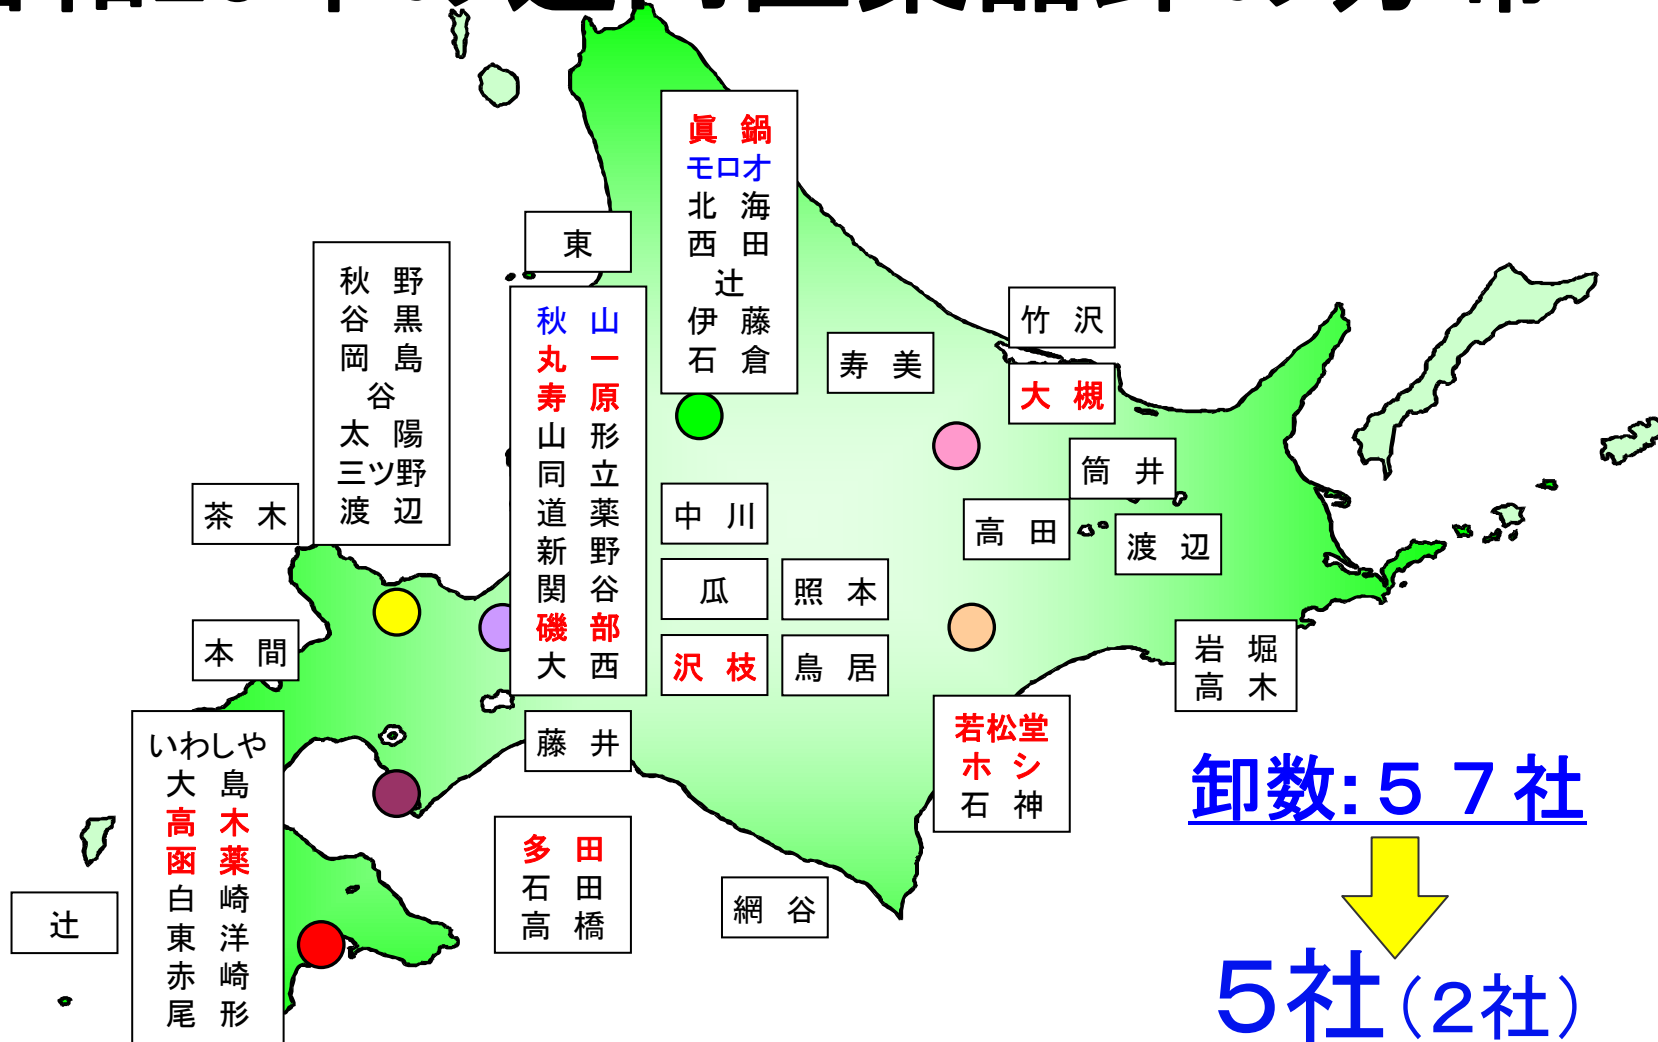 眞鍋
モロオ
北海
西田
辻
伊藤
石倉
東
秋野
谷黒
岡島
谷
太陽
三ツ野
渡辺
秋山
丸一
寿原
山形
同立
道薬
新野
関谷
磯部
大西
竹沢
寿美
大槻
筒井
茶木
中川
高田
渡辺
瓜
照本
本間
沢枝
鳥居
岩堀
高木
藤井
若松堂
ホシ
石神
いわしや
大島
高木
函薬
白崎
東洋
赤崎
尾形
多田
石田
高橋
網谷
辻
卸数:57社
5社(2社)